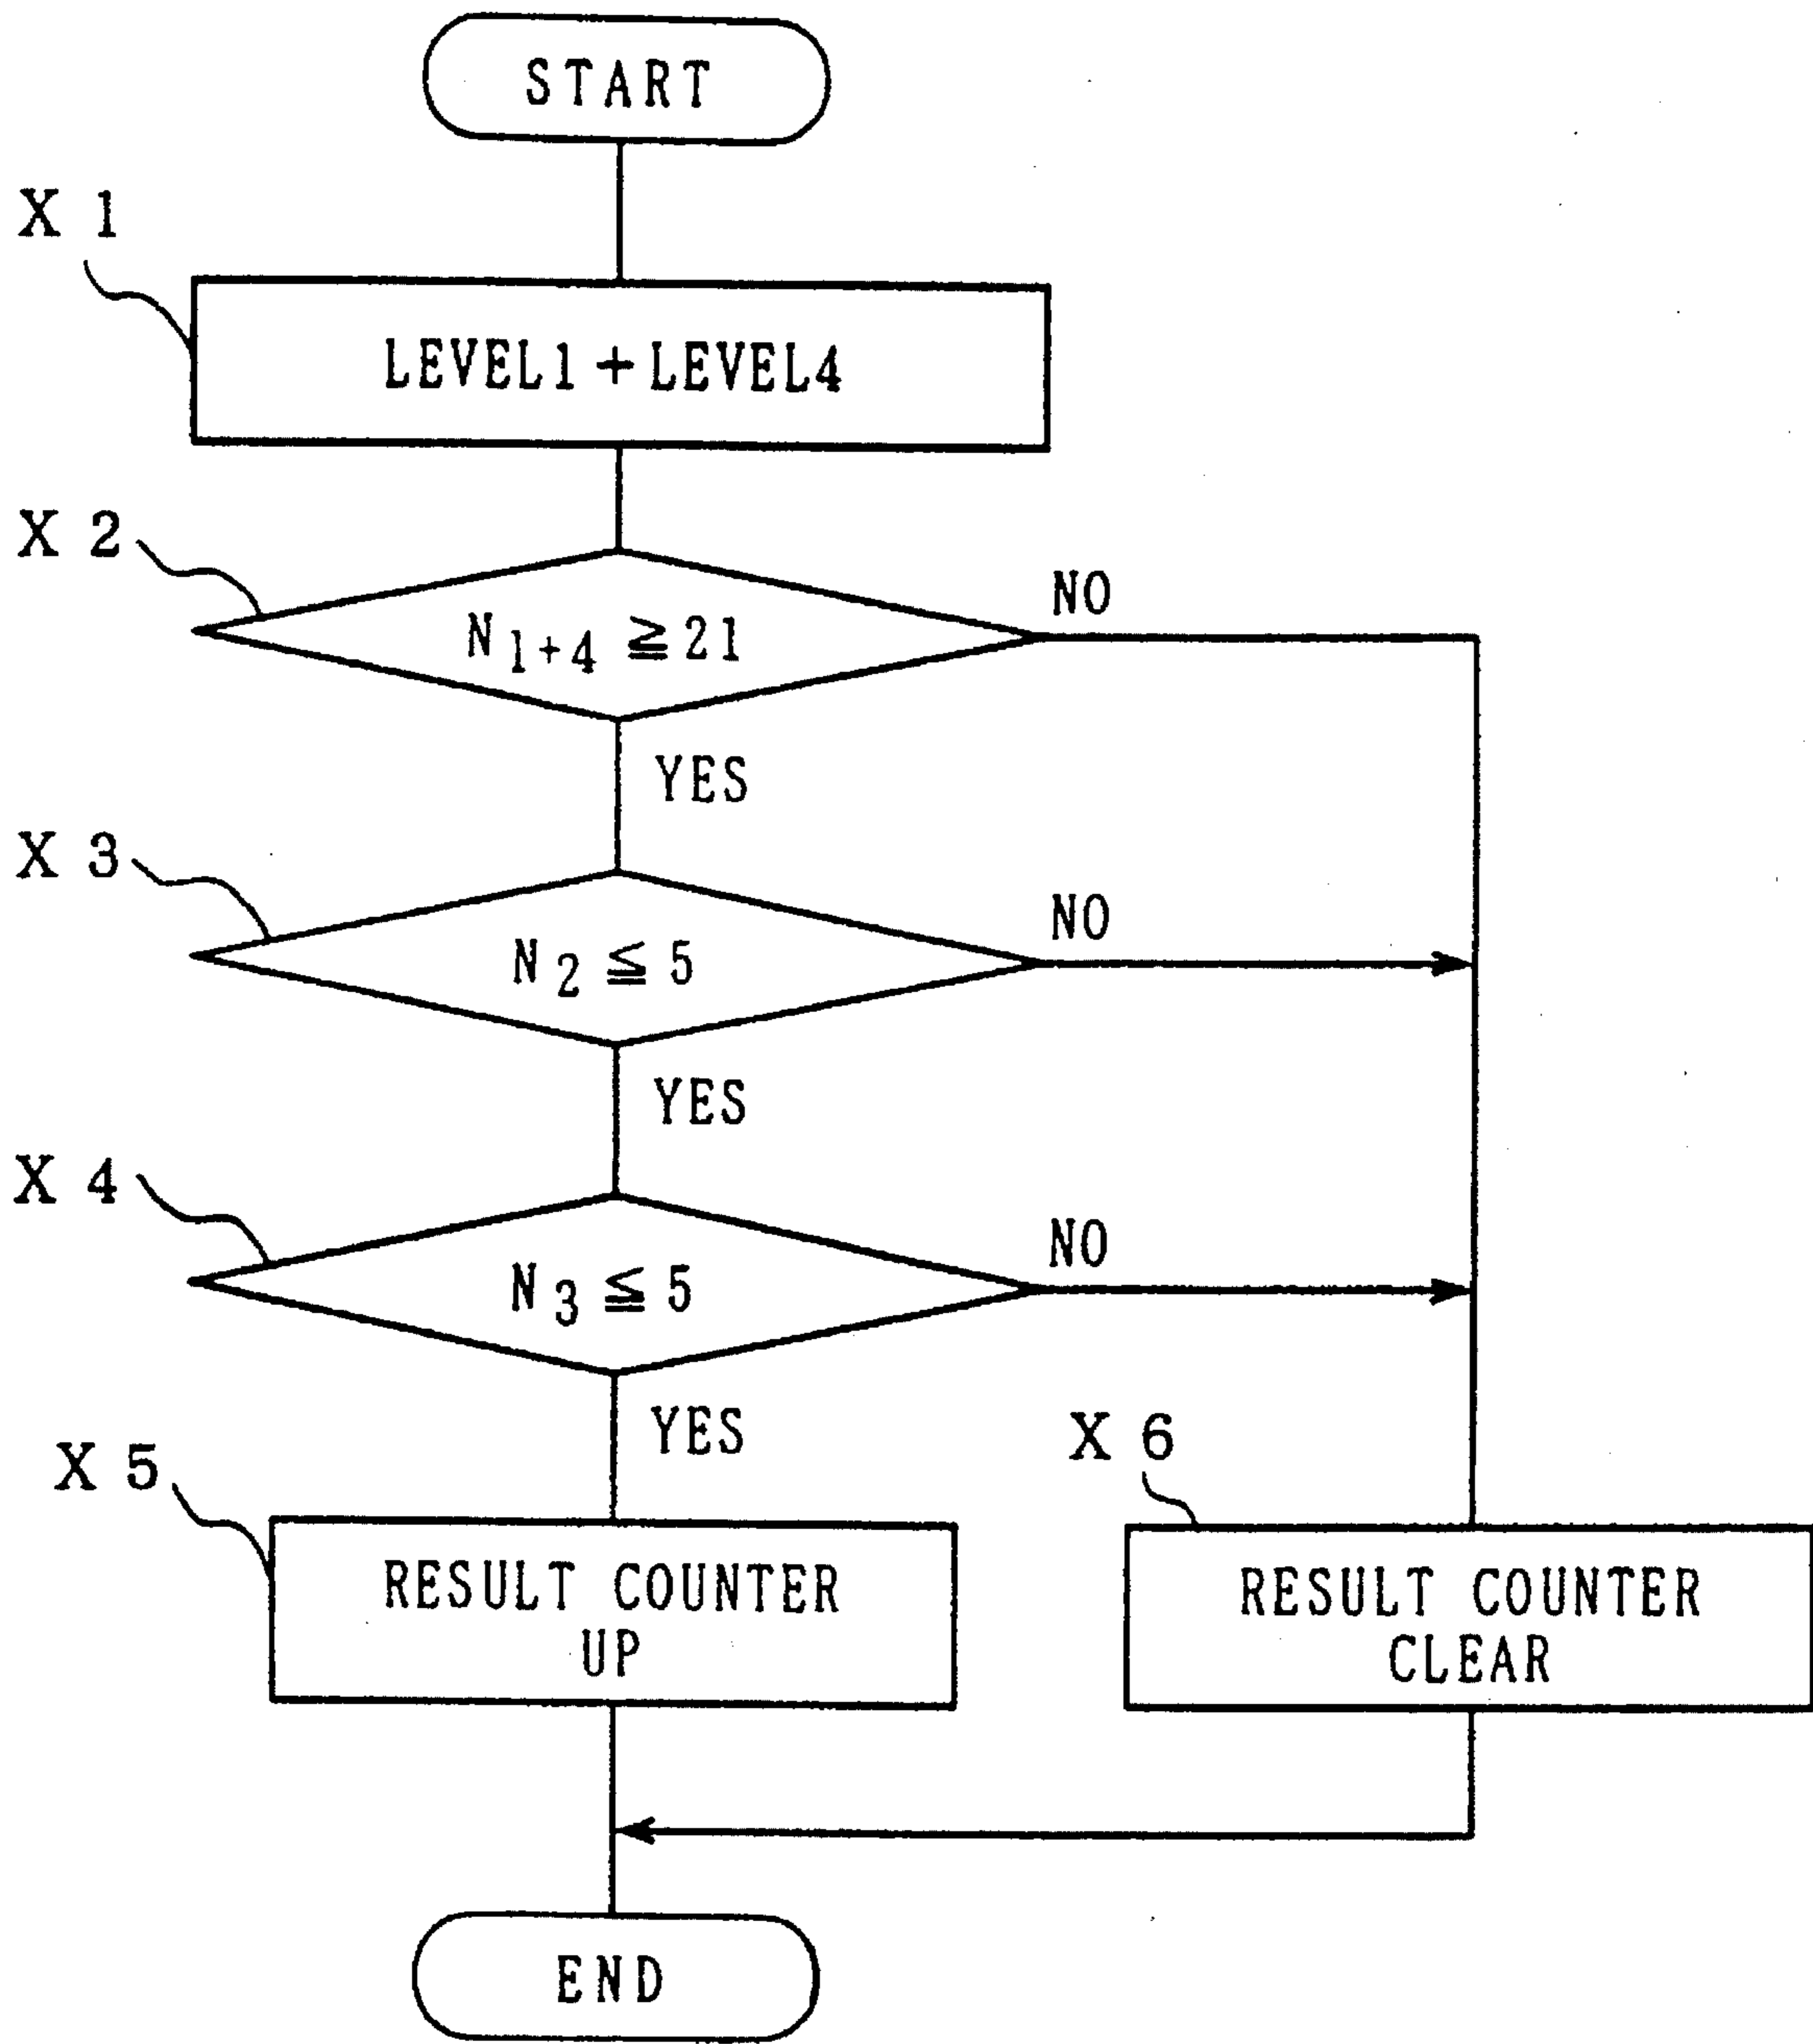 START
X 1
LEVEL1 + LEVEL4
X 2
N1+4 ≧ 21
NO
YES
X 3
N2 ≦ 5
NO
YES
X 4
N3 ≦ 5
NO
YES
X 5
RESULT COUNTER
UP
X 6
RESULT COUNTER
CLEAR
END